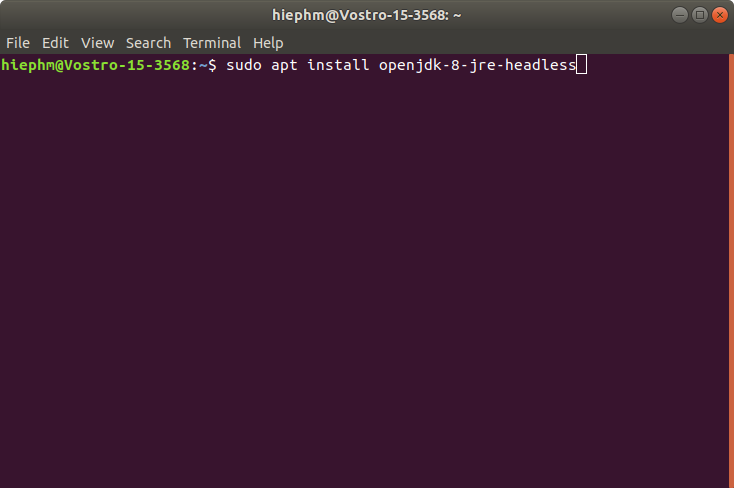 hiephm@Vostro-15-3568: ~
File Edit View Search Terminal Help
hiephm@Vostro-15-3568:~$ sudo apt install openjdk-8-jre-headless